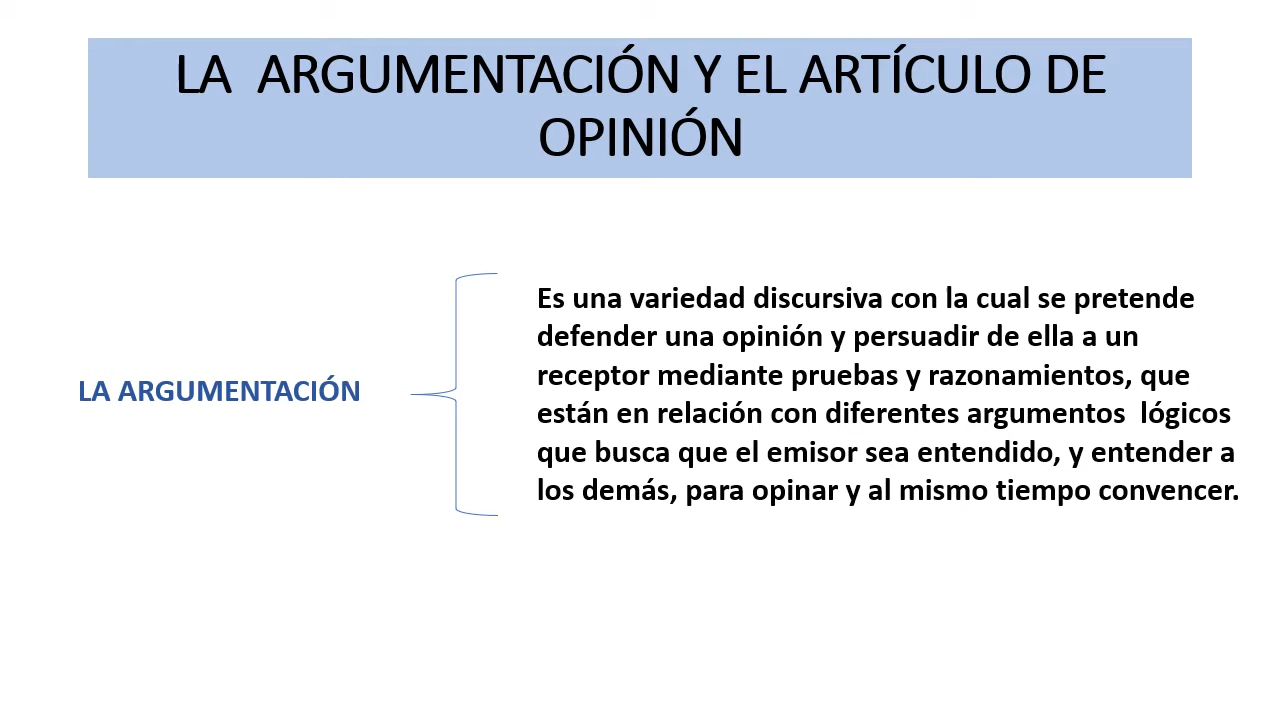 LA  ARGUMENTACIÓN Y EL ARTÍCULO DE
OPINIÓN
LA ARGUMENTACIÓN
Es una variedad discursiva con la cual se pretende
defender una opinión y persuadir de ella a un
receptor mediante pruebas y razonamientos, que
están en relación con diferentes argumentos  lógicos
que busca que el emisor sea entendido, y entender a
los demás, para opinar y al mismo tiempo convencer.